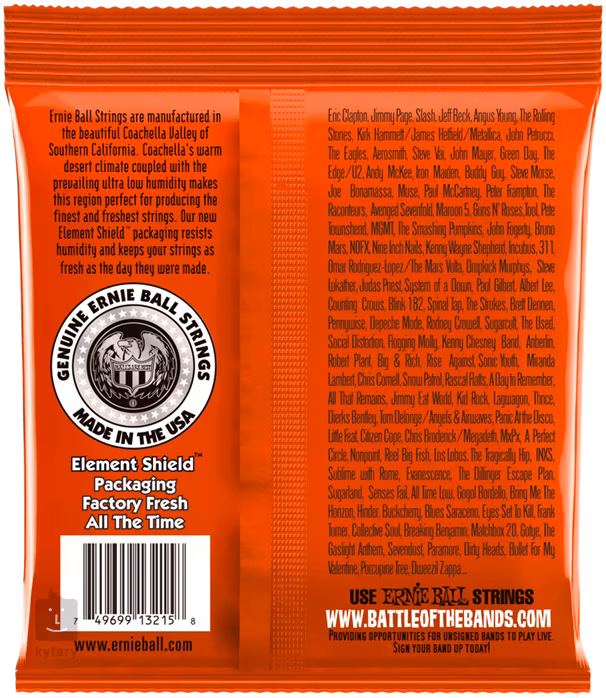 Ernie Ball Strings are manufactured in
the beautiful Coachella Valley of
Southern California. Coachella's warm
desert climate coupled with the
prevailing ultra low humidity makes
this region perfect for producing the
finest and freshest strings. Our new
Element Shield™ packaging resists
humidity and keeps your strings as
fresh as the day they were made.
GENUINE ERNIE BALL STRINGS
MADE IN THE USA
Element Shield™
Packaging
Factory Fresh
All The Time
7 49699 13215 8
www.ernieball.com
Eric Clapton, Jimmy Page, Slash, Jeff Beck, Angus Young, The Rolling
Stones, Kirk Hammett/James Hetfield/Metallica, John Petrucci,
The Eagles, Aerosmith, Steve Vai, John Mayer, Green Day, The
Edge/U2, Andy McKee, Iron Maiden, Buddy Guy, Steve Morse,
Joe Bonamassa, Muse, Paul McCartney, Peter Frampton, The
Raconteurs, Avenged Sevenfold, Maroon 5, Guns N' Roses,Tool, Pete
Townshend, MGMT, The Smashing Pumpkins, John Fogerty, Bruno
Mars, NOFX, Nine Inch Nails, Kenny Wayne Shepherd, Incubus, 311,
Omar Rodriguez-Lopez/The Mars Volta, Dropkick Murphys, Steve
Lukather, Judas Priest, System of a Down, Paul Gilbert, Albert Lee,
Counting Crows, Blink 182, Spinal Tap, The Strokes, Brett Dennen,
Pennywise, Depeche Mode, Rodney Crowell, Sugarcult, The Used,
Social Distortion, Flogging Molly, Kenny Chesney Band, Anberlin,
Robert Plant, Big & Rich, Rise Against, Sonic Youth, Miranda
Lambert, Chris Cornell, Snow Patrol, Rascal Flatts, A Day to Remember,
All That Remains, Jimmy Eat World, Kid Rock, Lagwagon, Thrice,
Dierks Bentley, Tom Delonge/Angels & Airwaves, Panic At the Disco,
Little Feat, Citizen Cope, Chris Broderick/Megadeth, MxPx, A Perfect
Circle, Nonpoint, Reel Big Fish, Los Lobos, The Tragically Hip, INXS,
Sublime with Rome, Evanescence, The Dillinger Escape Plan,
Sugarland, Senses Fail, All Time Low, Gogol Bordello, Bring Me The
Horizon, Hinder, Buckcherry, Blues Saraceno, Eyes Set To Kill, Frank
Turner, Collective Soul, Breaking Benjamin, Matchbox 20, Gotye, The
Gaslight Anthem, Sevendust, Paramore, Dirty Heads, Bullet For My
Valentine, Porcupine Tree, Dweezil Zappa...
USE ERNIE BALL STRINGS
WWW.BATTLEOFTHEBANDS.COM
PROVIDING OPPORTUNITIES FOR UNSIGNED BANDS TO PLAY LIVE.
SIGN YOUR BAND UP TODAY!
kytary